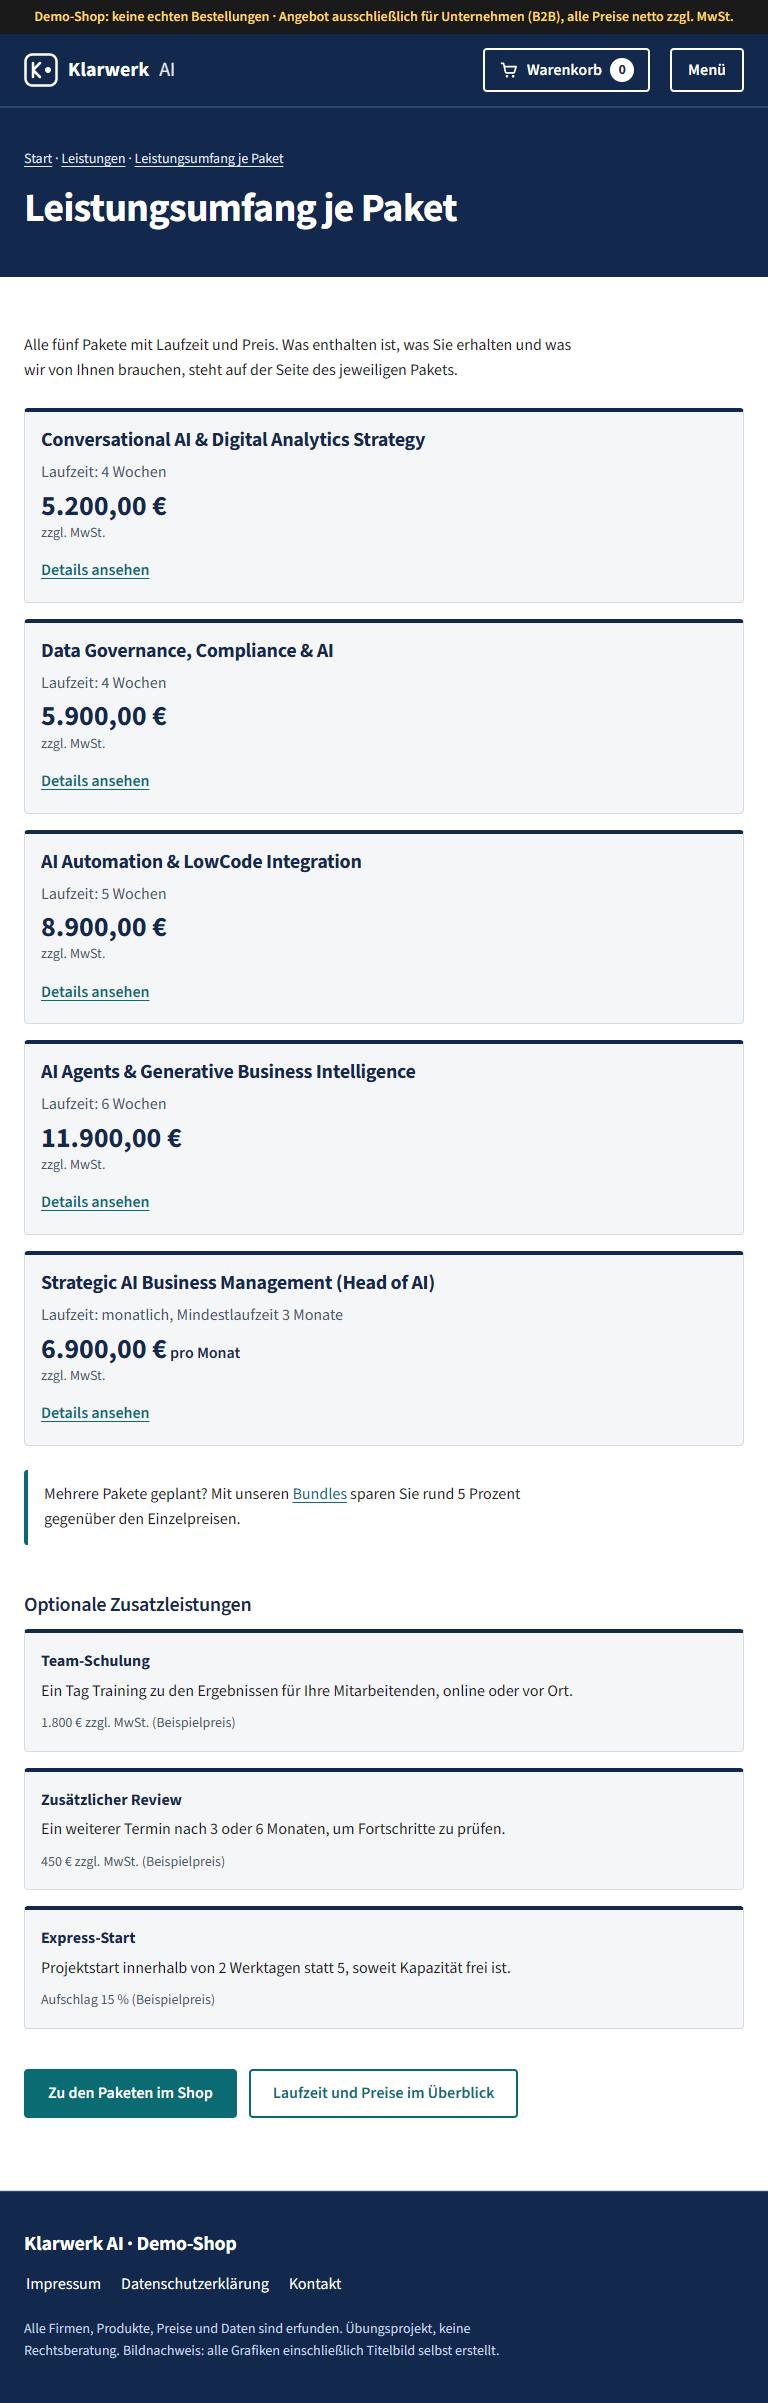 Demo-Shop: keine echten Bestellungen · Angebot ausschließlich für Unternehmen (B2B), alle Preise netto zzgl. MwSt.
K Klarwerk AI
Warenkorb 0
Menü
Start · Leistungen · Leistungsumfang je Paket
Leistungsumfang je Paket
Alle fünf Pakete mit Laufzeit und Preis. Was enthalten ist, was Sie erhalten und was
wir von Ihnen brauchen, steht auf der Seite des jeweiligen Pakets.
Conversational AI & Digital Analytics Strategy
Laufzeit: 4 Wochen
5.200,00 €
zzgl. MwSt.
Details ansehen
Data Governance, Compliance & AI
Laufzeit: 4 Wochen
5.900,00 €
zzgl. MwSt.
Details ansehen
AI Automation & LowCode Integration
Laufzeit: 5 Wochen
8.900,00 €
zzgl. MwSt.
Details ansehen
AI Agents & Generative Business Intelligence
Laufzeit: 6 Wochen
11.900,00 €
zzgl. MwSt.
Details ansehen
Strategic AI Business Management (Head of AI)
Laufzeit: monatlich, Mindestlaufzeit 3 Monate
6.900,00 € pro Monat
zzgl. MwSt.
Details ansehen
Mehrere Pakete geplant? Mit unseren Bundles sparen Sie rund 5 Prozent
gegenüber den Einzelpreisen.
Optionale Zusatzleistungen
Team-Schulung
Ein Tag Training zu den Ergebnissen für Ihre Mitarbeitenden, online oder vor Ort.
1.800 € zzgl. MwSt. (Beispielpreis)
Zusätzlicher Review
Ein weiterer Termin nach 3 oder 6 Monaten, um Fortschritte zu prüfen.
450 € zzgl. MwSt. (Beispielpreis)
Express-Start
Projektstart innerhalb von 2 Werktagen statt 5, soweit Kapazität frei ist.
Aufschlag 15 % (Beispielpreis)
Zu den Paketen im Shop
Laufzeit und Preise im Überblick
Klarwerk AI · Demo-Shop
Impressum Datenschutzerklärung Kontakt
Alle Firmen, Produkte, Preise und Daten sind erfunden. Übungsprojekt, keine
Rechtsberatung. Bildnachweis: alle Grafiken einschließlich Titelbild selbst erstellt.